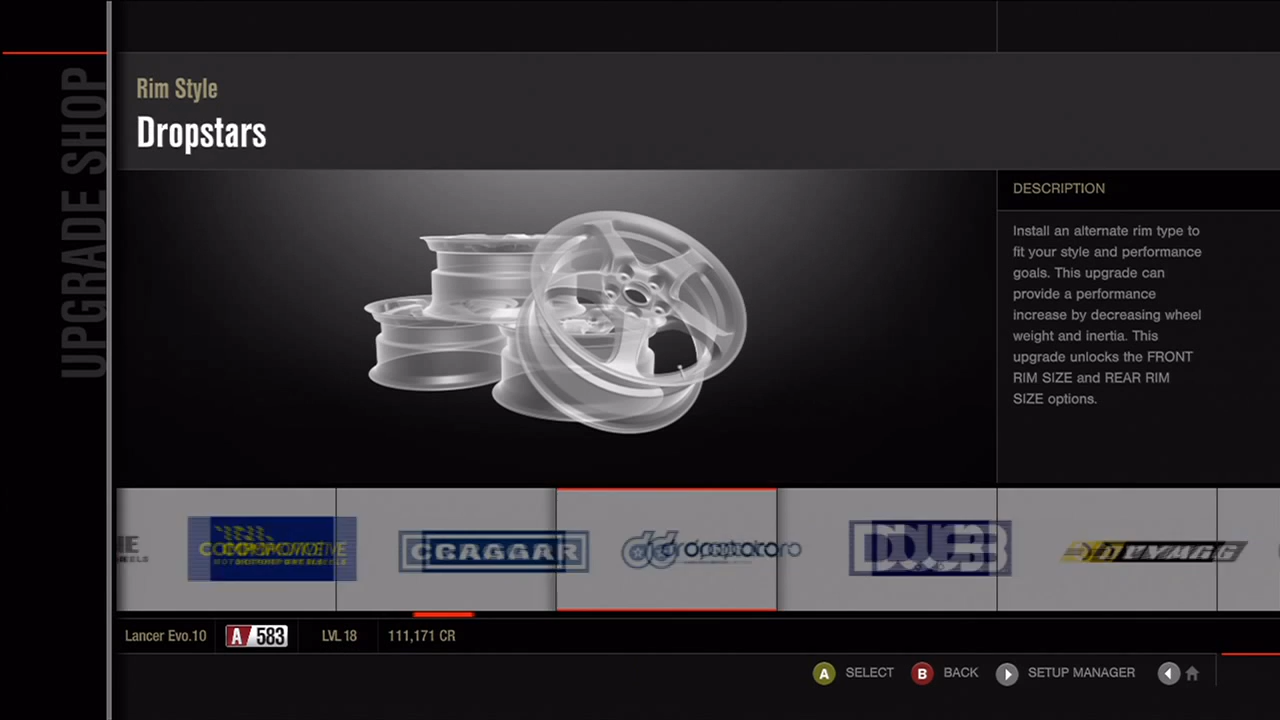 UPGRADE SHOP
Rim Style
Dropstars
DESCRIPTION
Install an alternate rim type to
fit your style and performance
goals. This upgrade can
provide a performance
increase by decreasing wheel
weight and inertia. This
upgrade unlocks the FRONT
RIM SIZE and REAR RIM
SIZE options.
CRAGGAR
DUB
Lancer Evo.10
A 583
LVL 18
111,171 CR
A SELECT
B BACK
SETUP MANAGER